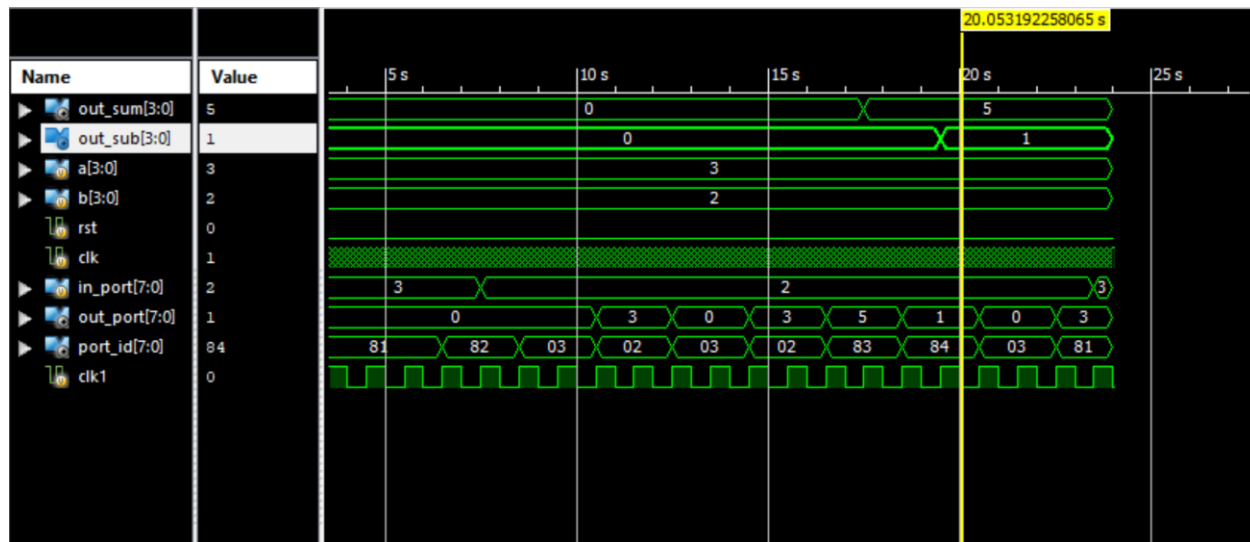 20.053192258065 s
Name Value 5 s 10 s 15 s 20 s 25 s
out_sum[3:0] 5 0 5
out_sub[3:0] 1 0 1
a[3:0] 3 3
b[3:0] 2 2
rst 0
clk 1
in_port[7:0] 2 3 2 3
out_port[7:0] 1 0 3 0 3 5 1 0 3
port_id[7:0] 84 81 82 03 02 03 02 83 84 03 81
clk1 0